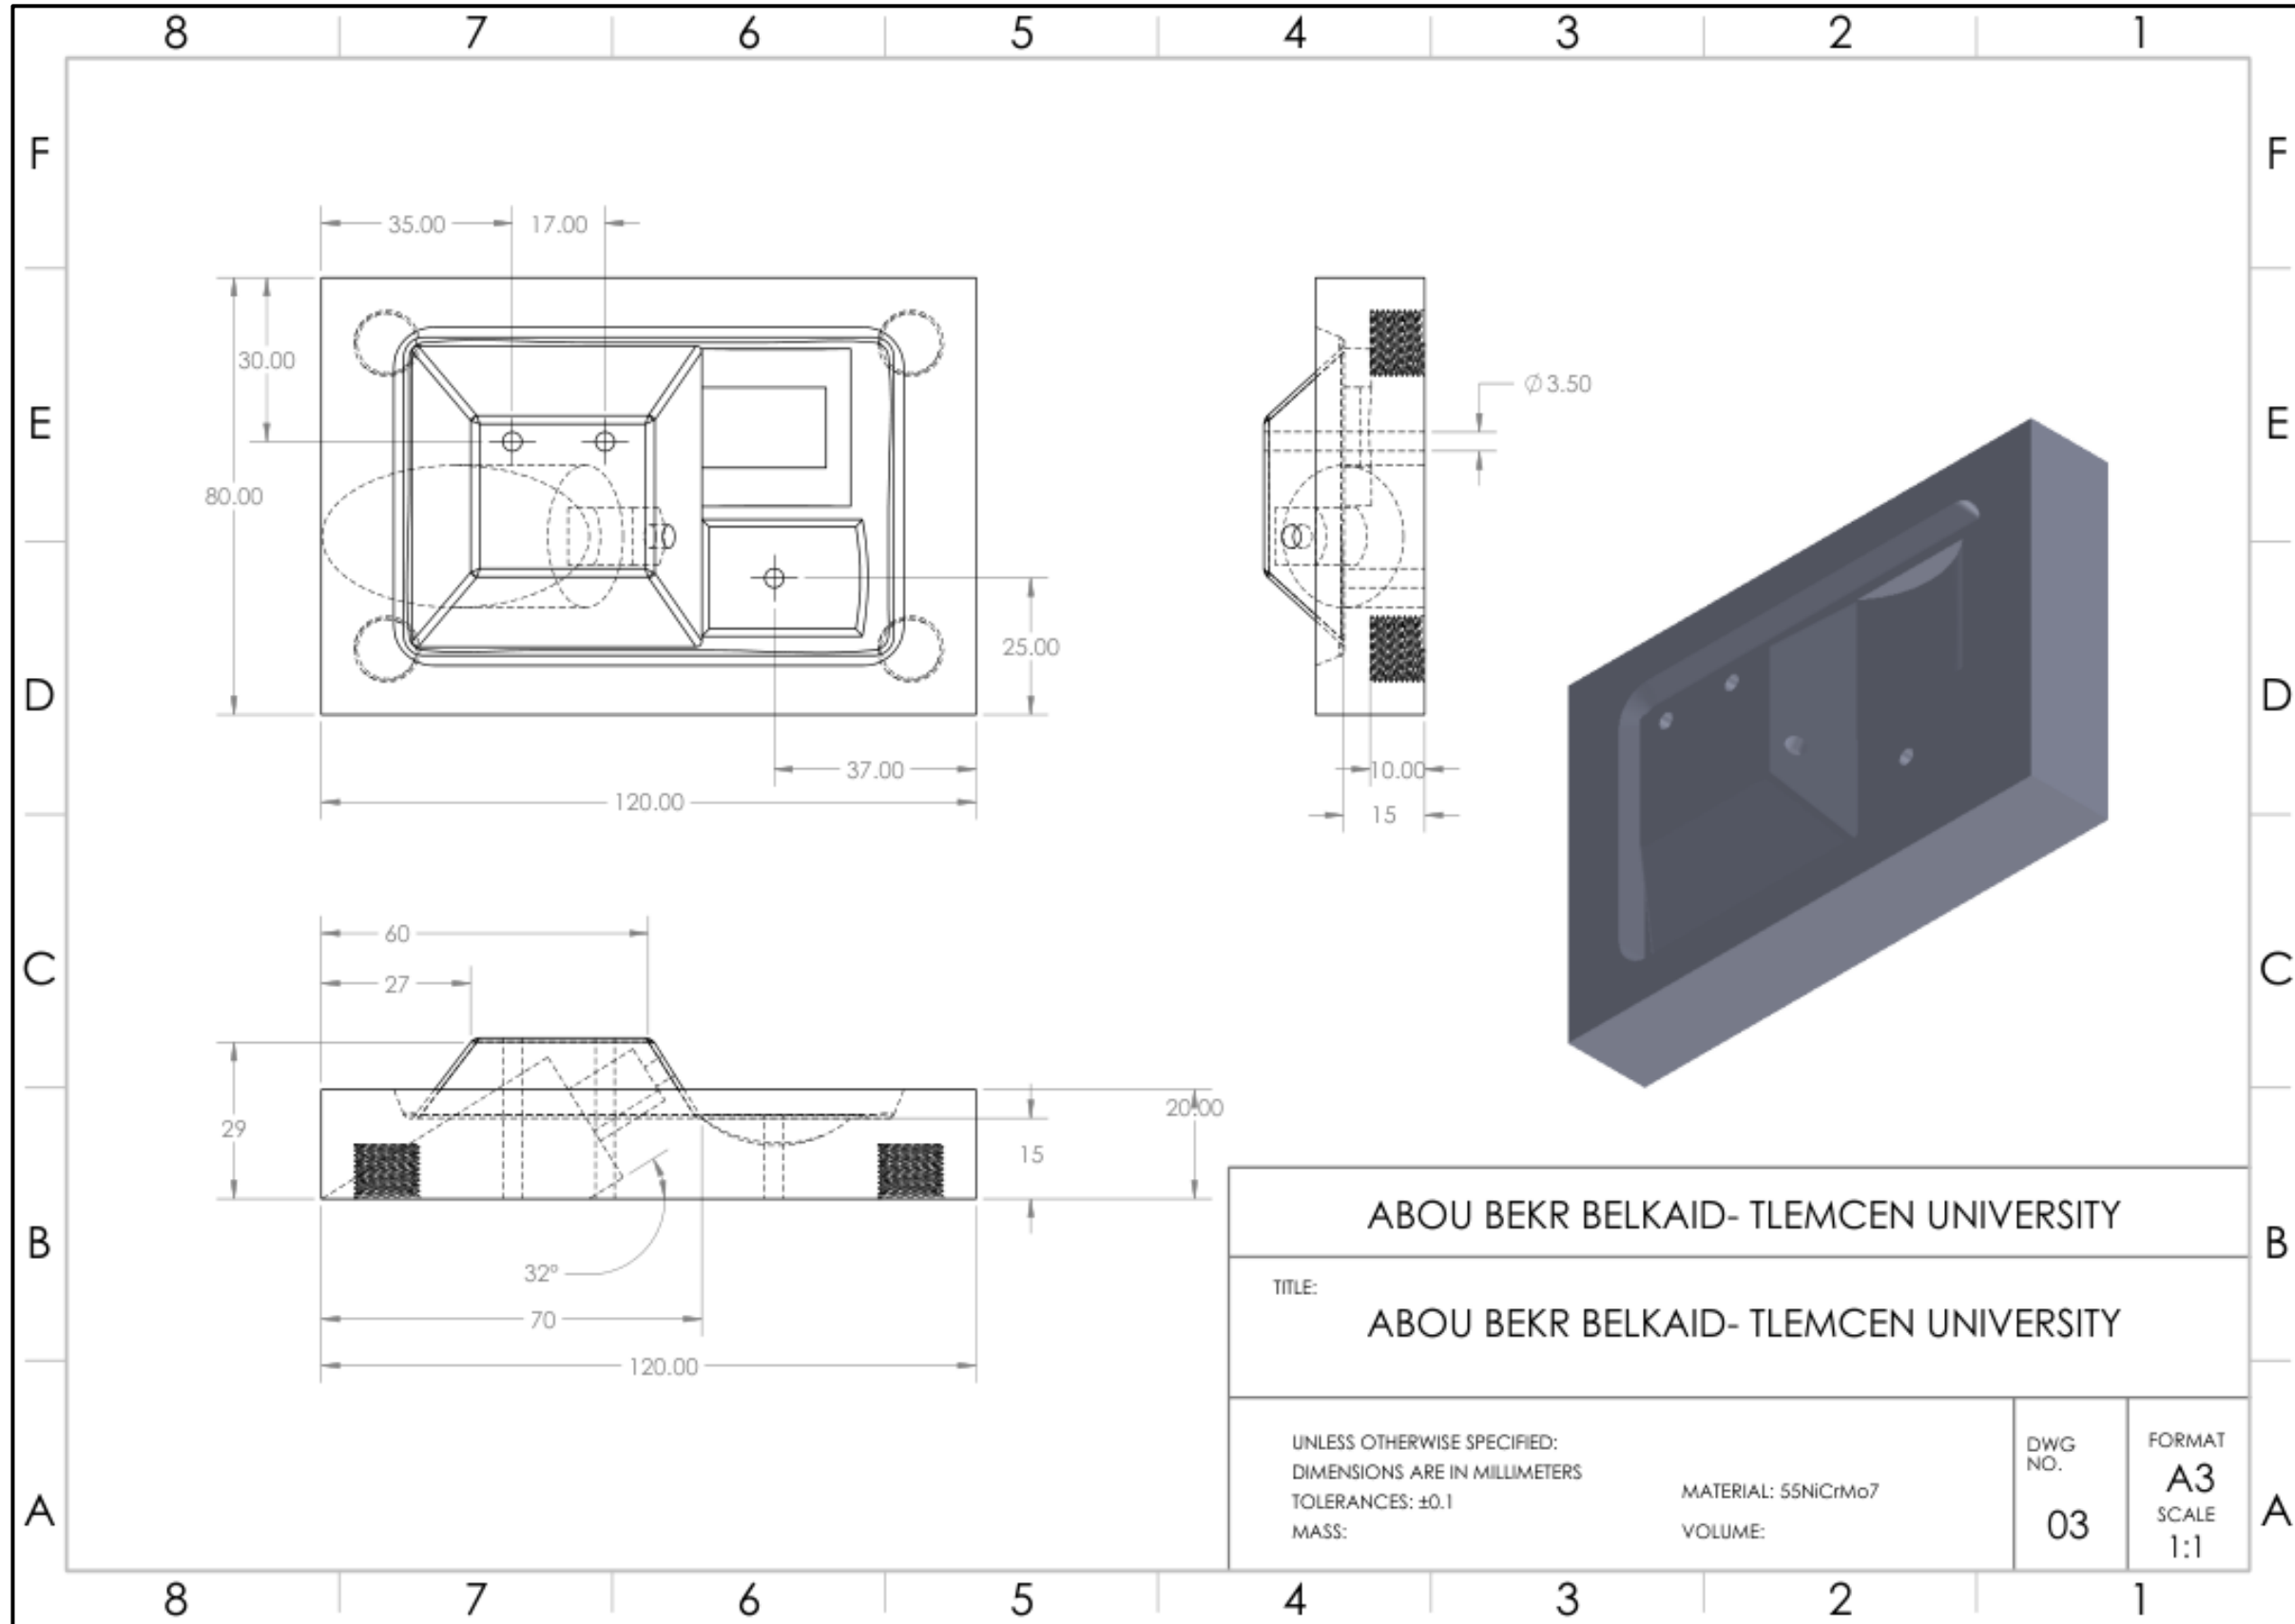 8 7 6 5 4 3 2 1
F F
E E
D D
C C
B B
A A
35.00 17.00
30.00
80.00
25.00
37.00
120.00
Ø3.50
10.00
15
60
27
29
20.00
15
32°
70
120.00
ABOU BEKR BELKAID- TLEMCEN UNIVERSITY
TITLE:
ABOU BEKR BELKAID- TLEMCEN UNIVERSITY
UNLESS OTHERWISE SPECIFIED:
DIMENSIONS ARE IN MILLIMETERS
TOLERANCES: ±0.1
MASS:
MATERIAL: 55NiCrMo7
VOLUME:
DWG
NO.
03
FORMAT
A3
SCALE
1:1
8 7 6 5 4 3 2 1